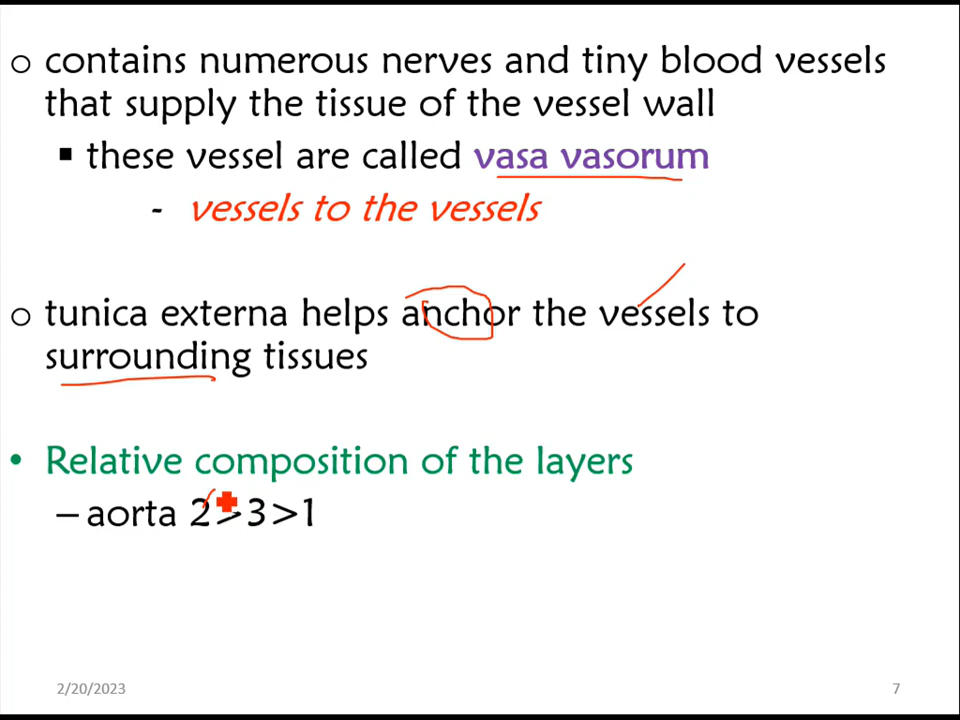 o contains numerous nerves and tiny blood vessels
that supply the tissue of the vessel wall
▪ these vessel are called vasa vasorum
- vessels to the vessels
o tunica externa helps anchor the vessels to
surrounding tissues
• Relative composition of the layers
– aorta 2>3>1
2/20/2023
7